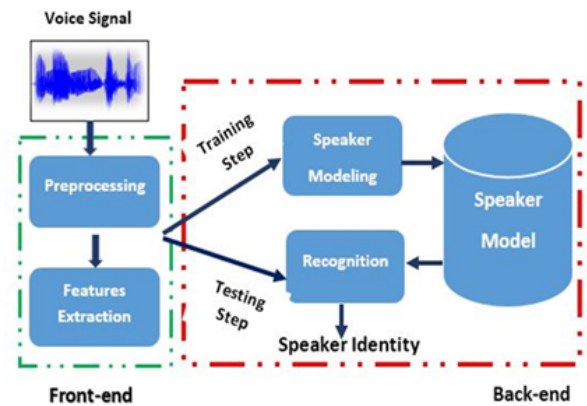 Voice Signal
Preprocessing
Features
Extraction
Front-end
Training
Step
Testing
Step
Speaker
Modeling
Recognition
Speaker Identity
Speaker
Model
Back-end